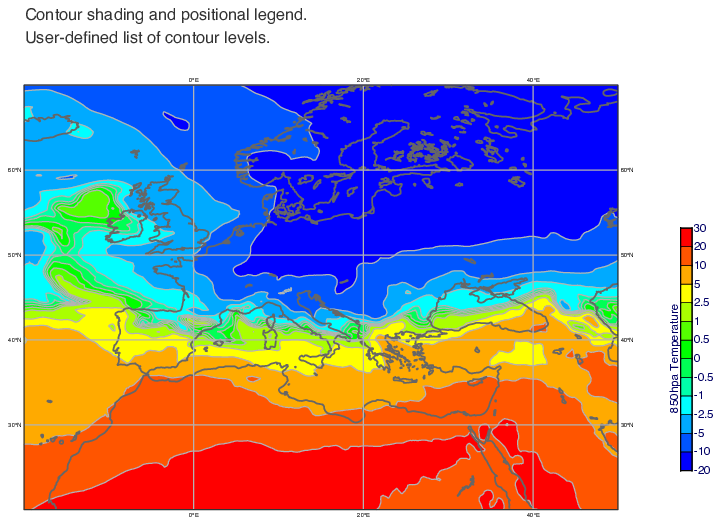 Contour shading and positional legend.
User-defined list of contour levels.
0°E 20°E 40°E
60°N 60°N
50°N 50°N
40°N 40°N
30°N 30°N
0°E 20°E 40°E
850hpa Temperature
30
20
10
5
2.5
1
0.5
0
-0.5
-1
-2.5
-5
-10
-20